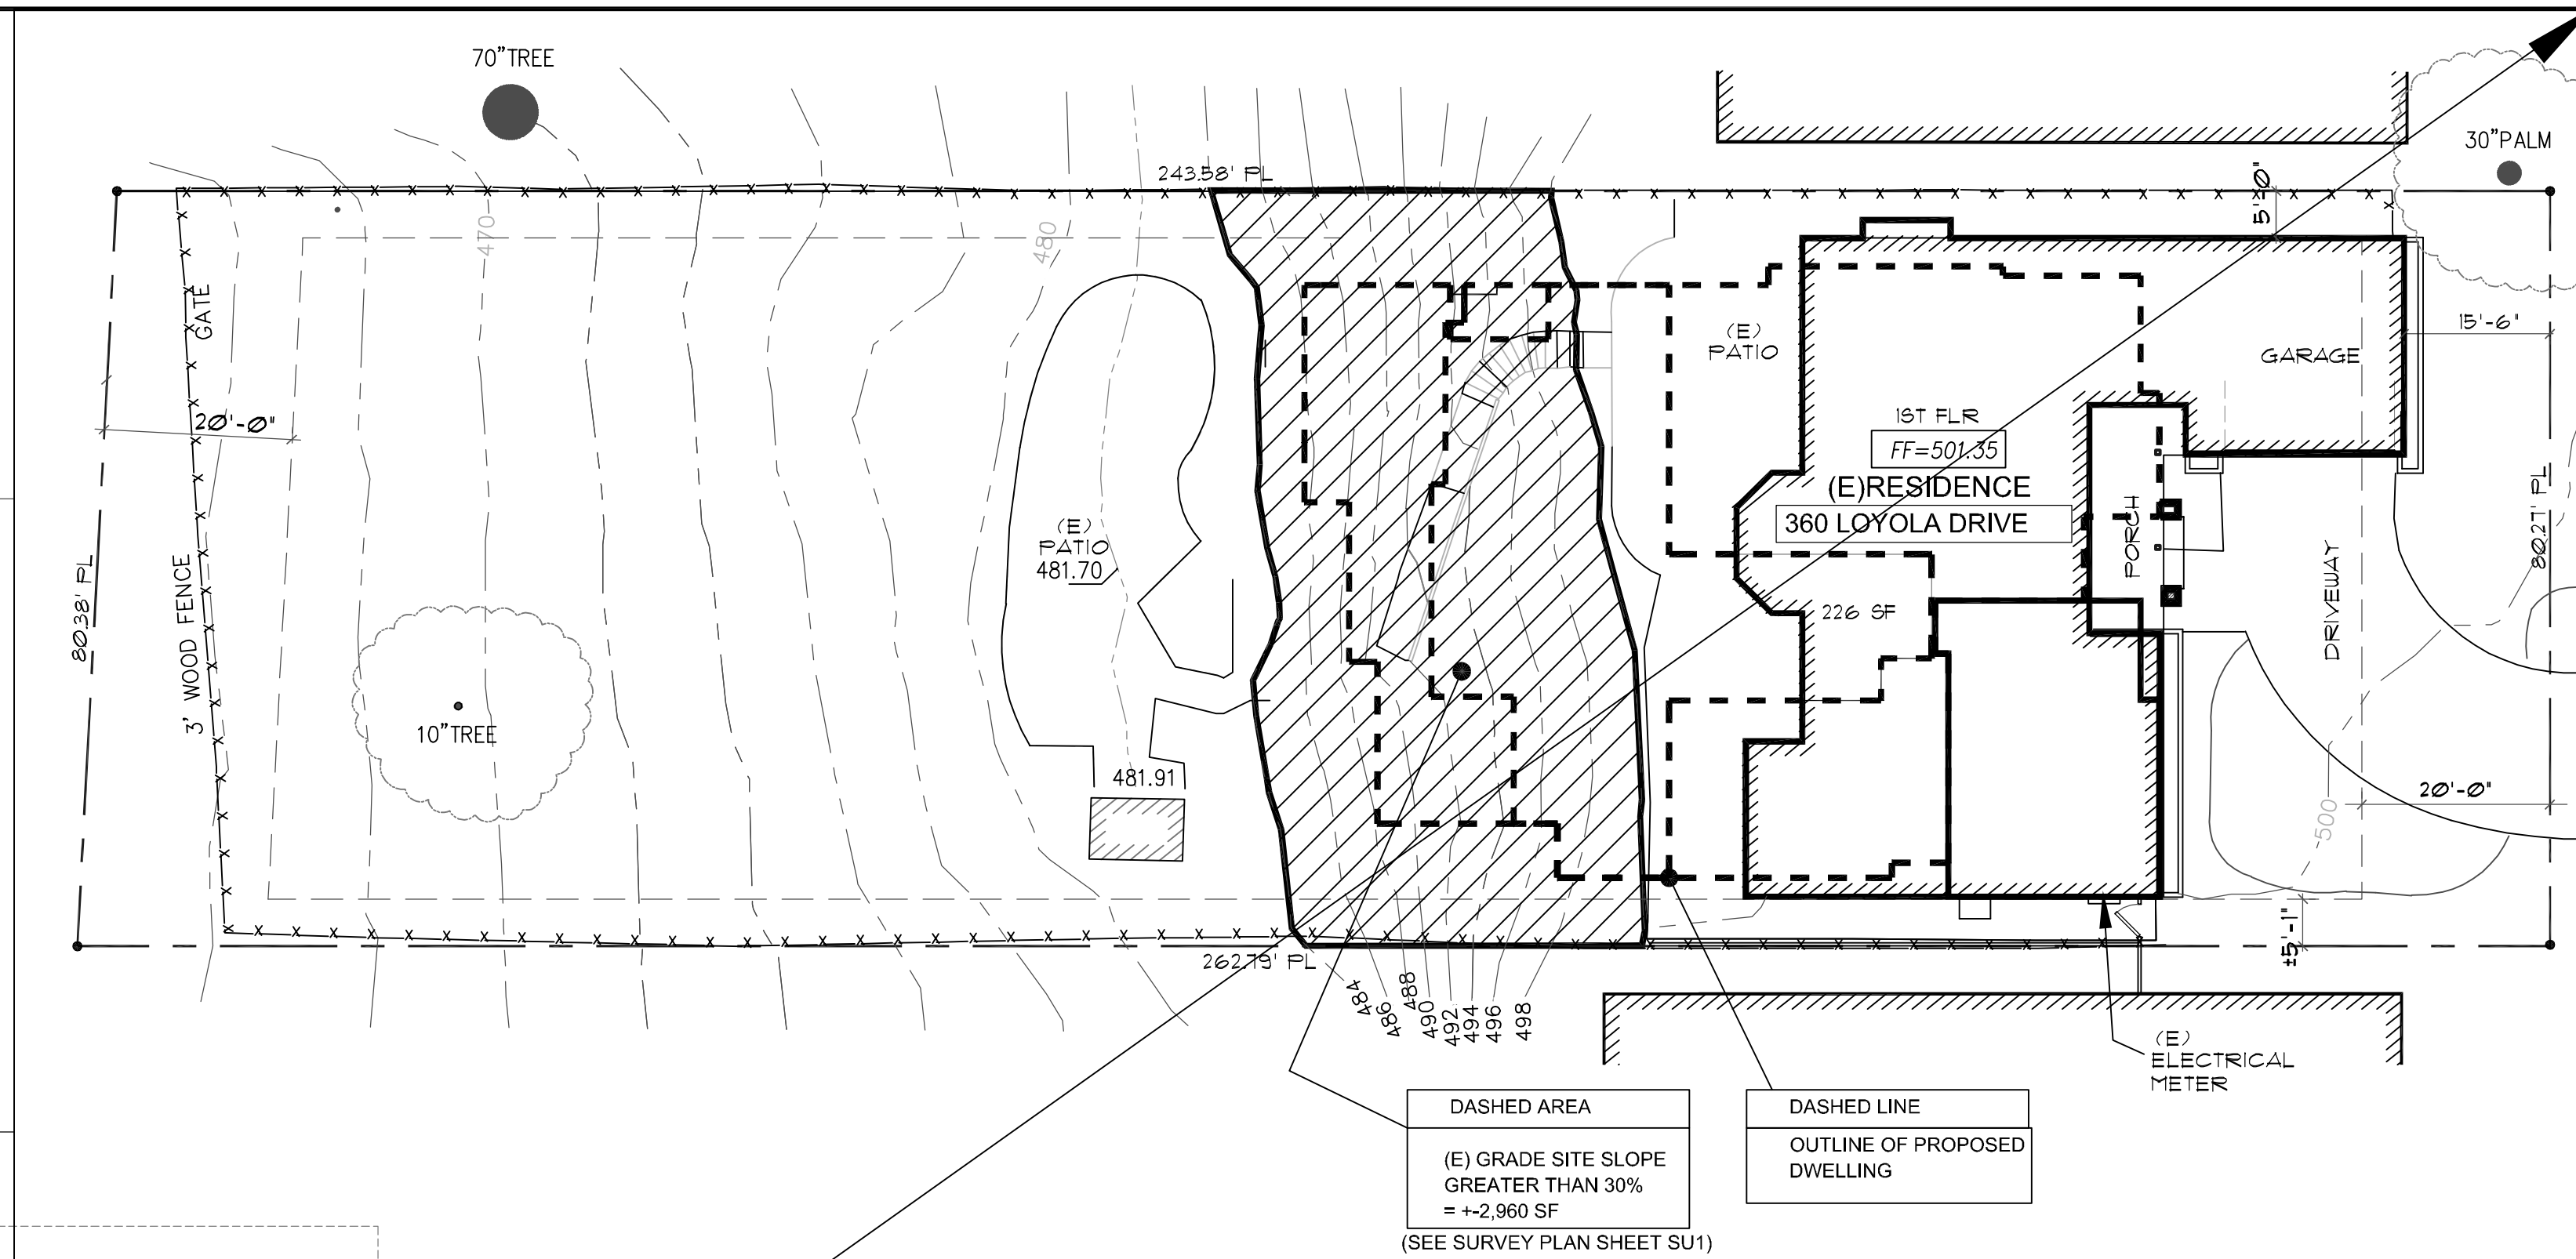 70"TREE
30"PALM
243.58' PL
5'-0"
470
480
GATE
(E)
PATIO
15'-6"
GARAGE
1ST FLR
FF=501.35
(E)RESIDENCE
360 LOYOLA DRIVE
20'-0"
(E)
PATIO
481.70
PORCH
80.27' PL
DRIVEWAY
80.38' PL
3' WOOD FENCE
226 SF
10"TREE
481.91
20'-0"
500
262.79' PL
±5'-1"
484
486
488
490
492
494
496
498
(E)
ELECTRICAL
METER
DASHED AREA
(E) GRADE SITE SLOPE
GREATER THAN 30%
= +-2,960 SF
(SEE SURVEY PLAN SHEET SU1)
DASHED LINE
OUTLINE OF PROPOSED
DWELLING